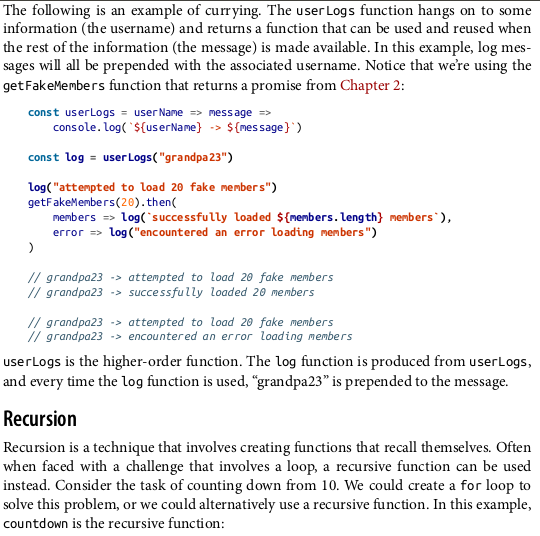 The following is an example of currying. The userLogs function hangs on to some
information (the username) and returns a function that can be used and reused when
the rest of the information (the message) is made available. In this example, log mes-
sages will all be prepended with the associated username. Notice that we're using the
getFakeMembers function that returns a promise from Chapter 2:
const userLogs = userName => message =>
console.log(`${userName} -> ${message}`)
const log = userLogs("grandpa23")
log("attempted to load 20 fake members")
getFakeMembers(20).then(
members => log(`successfully loaded ${members.length} members`),
error => log("encountered an error loading members")
)
// grandpa23 -> attempted to load 20 fake members
// grandpa23 -> successfully loaded 20 members
// grandpa23 -> attempted to load 20 fake members
// grandpa23 -> encountered an error loading members
userLogs is the higher-order function. The log function is produced from userLogs,
and every time the log function is used, “grandpa23” is prepended to the message.
Recursion
Recursion is a technique that involves creating functions that recall themselves. Often
when faced with a challenge that involves a loop, a recursive function can be used
instead. Consider the task of counting down from 10. We could create a for loop to
solve this problem, or we could alternatively use a recursive function. In this example,
countdown is the recursive function: